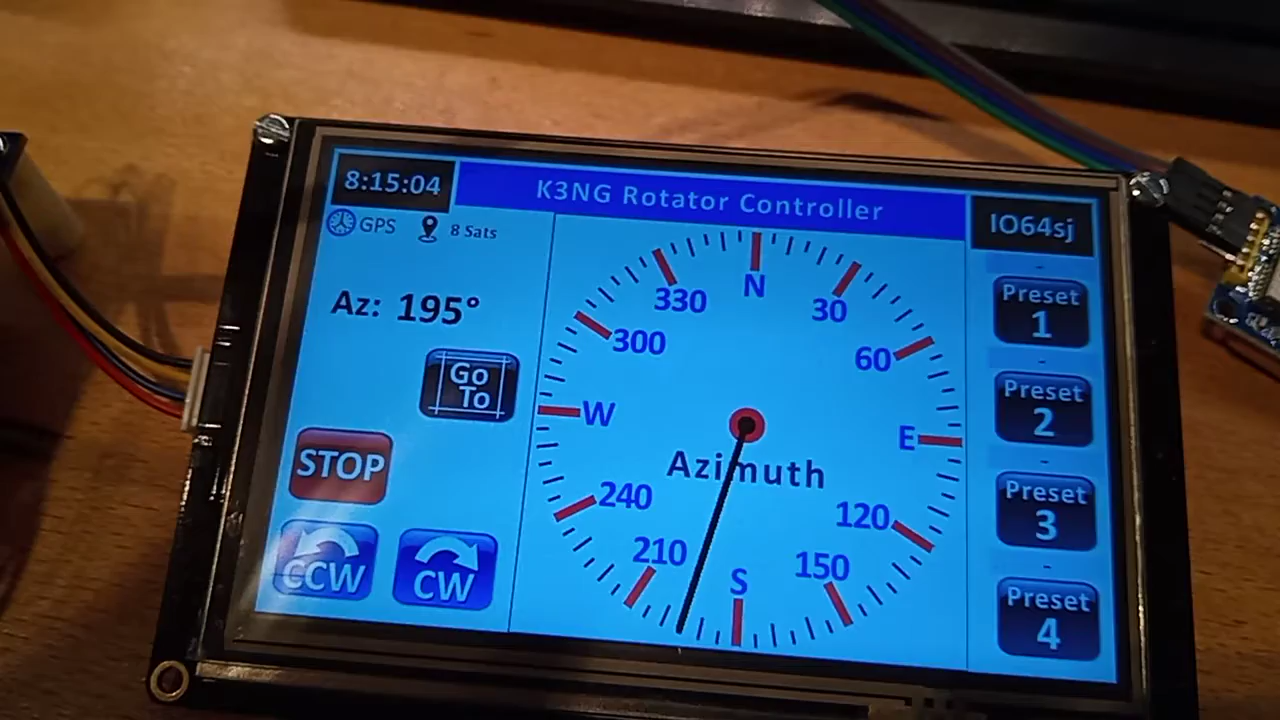 8:15:04
K3NG Rotator Controller
IO64sj
GPS
8 Sats
Az: 195°
Go
To
STOP
CCW
CW
N
30
60
E
120
150
S
210
240
W
300
330
Azimuth
Preset
1
Preset
2
Preset
3
Preset
4